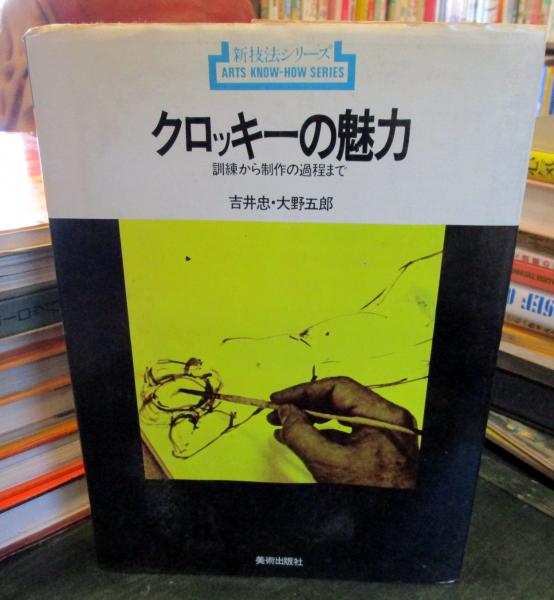 新技法シリーズ
ARTS KNOW-HOW SERIES
クロッキーの魅力
訓練から制作の過程まで
吉井忠・大野五郎
美術出版社